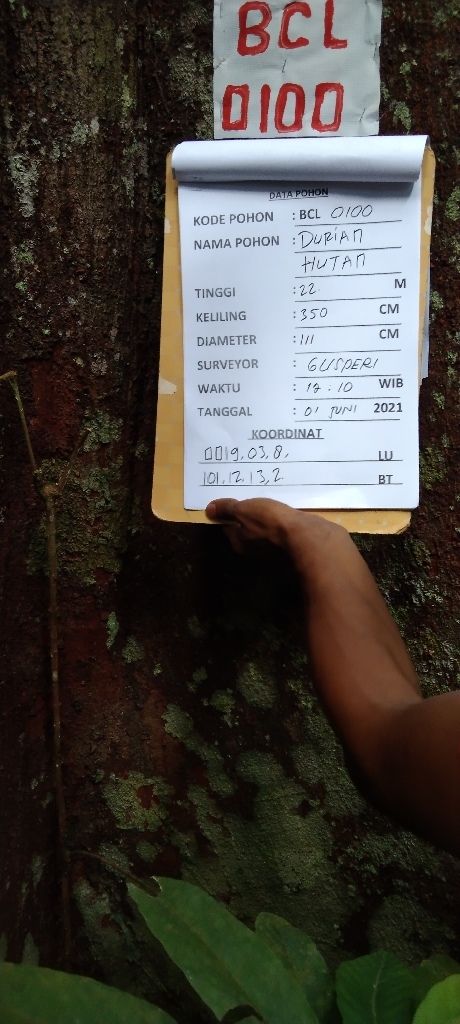 BCL
0100
DATA POHON
KODE POHON : BCL 0100
NAMA POHON : DURIAN
HUTAN
TINGGI : 22 M
KELILING : 350 CM
DIAMETER : 111 CM
SURVEYOR : GUSPERI
WAKTU : 14:10 WIB
TANGGAL : 01 JUNI 2021
KOORDINAT
0019.03,8, LU
101.12.13,2 BT